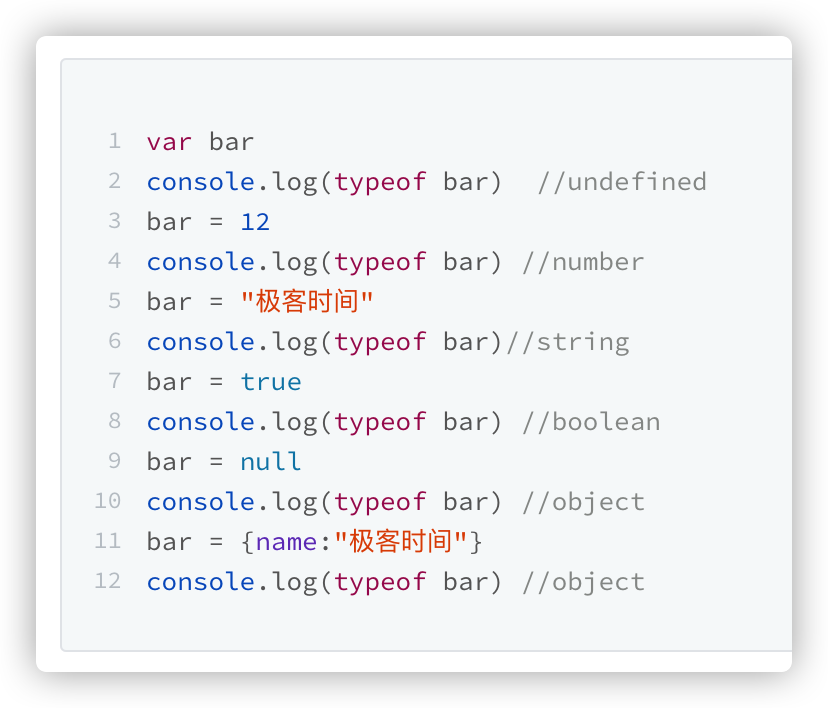 1 var bar
2 console.log(typeof bar)  //undefined
3 bar = 12
4 console.log(typeof bar) //number
5 bar = "极客时间"
6 console.log(typeof bar)//string
7 bar = true
8 console.log(typeof bar) //boolean
9 bar = null
10 console.log(typeof bar) //object
11 bar = {name:"极客时间"}
12 console.log(typeof bar) //object